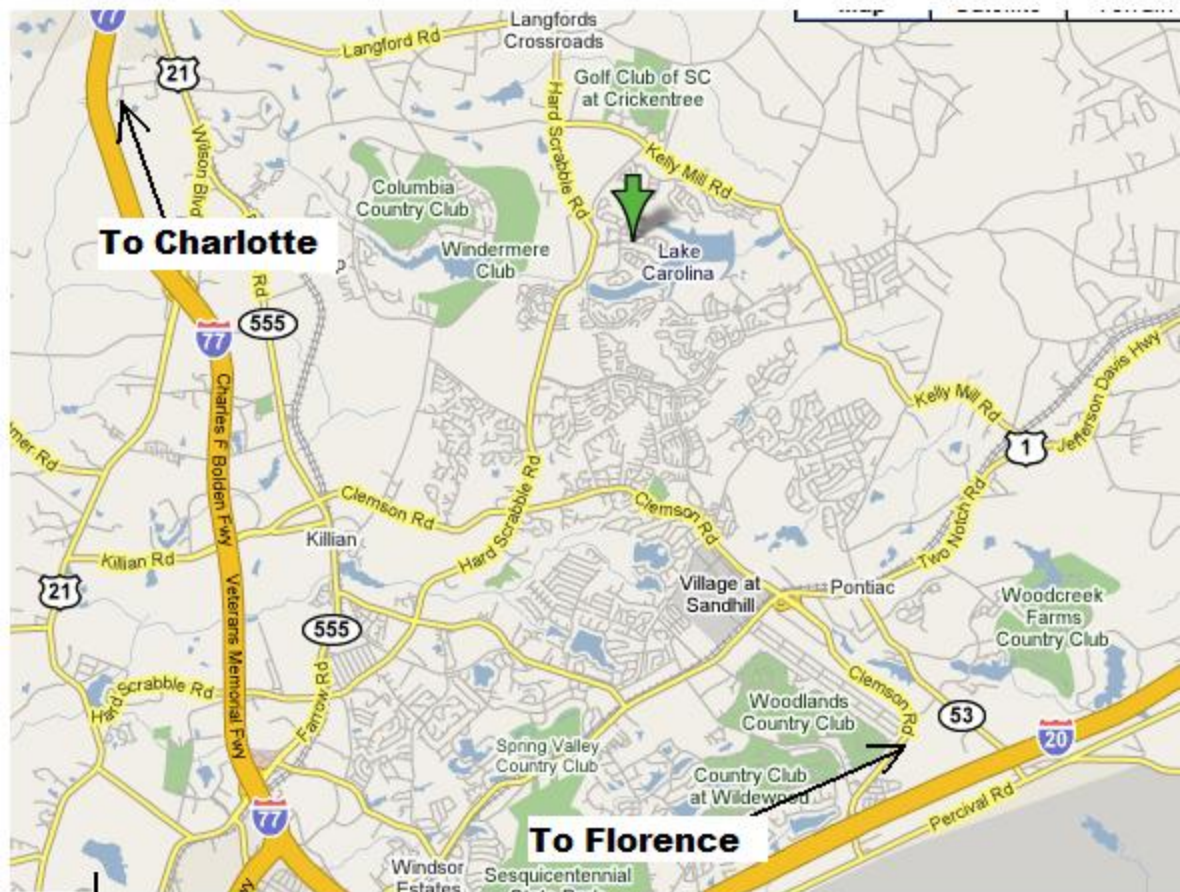 77
Langfords
Crossroads
Langford Rd
21
Golf Club of SC
at Crickentree
Hard Scrabble Rd
Wilson Blvd
Kelly Mill Rd
Columbia
Country Club
To Charlotte
Windermere
Club
Lake
Carolina
Rd
555
77
Jefferson Davis Hwy
Charles F Bolden Fwy
Kelly Mill Rd
1
mer Rd
Clemson Rd
Hard Scrabble Rd
Clemson Rd
Two Notch Rd
Killian
Killian Rd
21
Village at
Sandhill
Pontiac
Woodcreek
Farms
Country Club
555
Veterans Memorial Fwy
Hard Scrabble Rd
Farrow Rd
Clemson Rd
Woodlands
Country Club
53
20
Spring Valley
Country Club
Country Club
at Wildewood
Percival Rd
77
To Florence
Windsor
Estates
Sesquicentennial